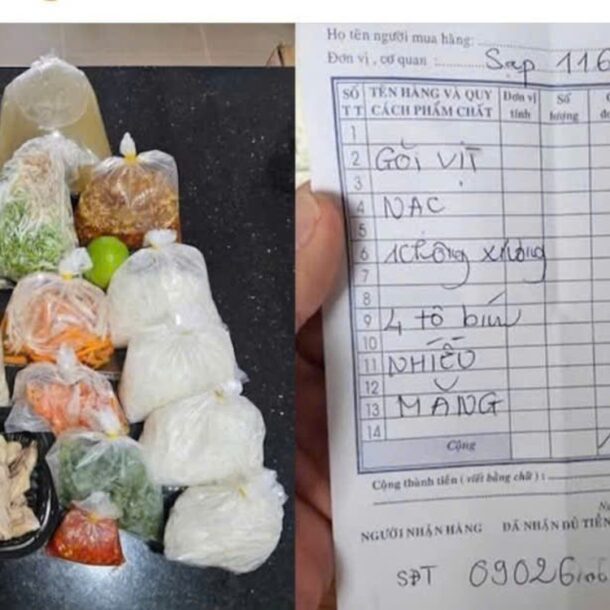 Họ tên người mua hàng:
Đơn vị, cơ quan : Sạp 116
SỐ TT TÊN HÀNG VÀ QUY CÁCH PHẨM CHẤT Đơn vị tính Số lượng
1
2 GỎI VỊT
3
4 NẠC
5
6 không xương
7
8
9 4 tô bún
10
11 NHIỀU
12
13 MĂNG
14
Cộng
Cộng thành tiền ( viết bằng chữ ) :
NGƯỜI NHẬN HÀNG ĐÃ NHẬN ĐỦ TIỀN
SĐT 09026